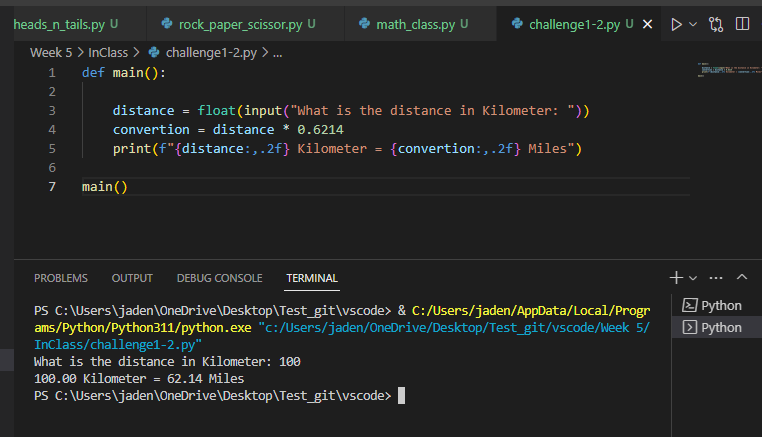 heads_n_tails.py U rock_paper_scissor.py U math_class.py U challenge1-2.py U
Week 5 > InClass > challenge1-2.py > ...
1 def main():
2
3 distance = float(input("What is the distance in Kilometer: "))
4 convertion = distance * 0.6214
5 print(f"{distance:,.2f} Kilometer = {convertion:,.2f} Miles")
6
7 main()
PROBLEMS OUTPUT DEBUG CONSOLE TERMINAL
PS C:\Users\jaden\OneDrive\Desktop\Test_git\vscode> & C:/Users/jaden/AppData/Local/Progr
ams/Python/Python311/python.exe "c:/Users/jaden/OneDrive/Desktop/Test_git/vscode/Week 5/
InClass/challenge1-2.py"
What is the distance in Kilometer: 100
100.00 Kilometer = 62.14 Miles
PS C:\Users\jaden\OneDrive\Desktop\Test_git\vscode>
Python
Python